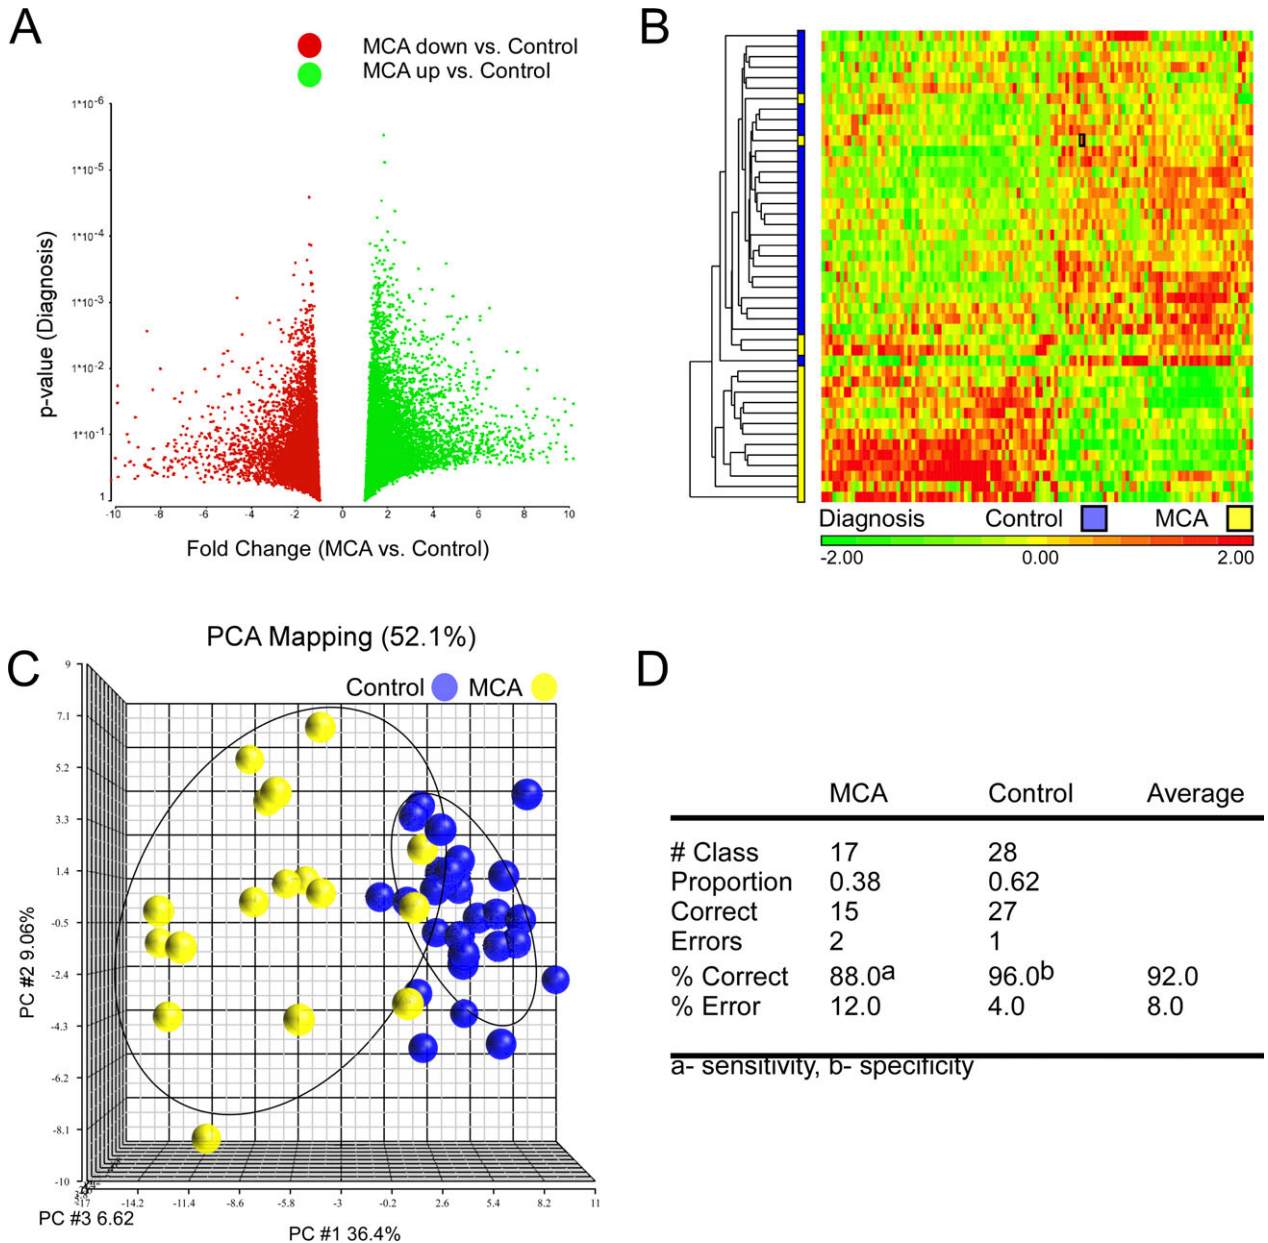 A
MCA down vs. Control
MCA up vs. Control
1*10-6
1*10-5
1*10-4
1*10-3
1*10-2
1*10-1
1
p-value (Diagnosis)
-10 -8 -6 -4 -2 0 2 4 6 8 10
Fold Change (MCA vs. Control)
B
Diagnosis Control MCA
-2.00 0.00 2.00
PCA Mapping (52.1%)
C
Control MCA
9
7.1
5.2
3.3
1.4
-0.5
-2.4
-4.3
-6.2
-8.1
-10
PC #2 9.06%
-17 -14.2 -11.4 -8.6 -5.8 -3 -0.2 2.6 5.4 8.2 11
PC #3 6.62
PC #1 36.4%
D
MCA Control Average
# Class 17 28
Proportion 0.38 0.62
Correct 15 27
Errors 2 1
% Correct 88.0a 96.0b 92.0
% Error 12.0 4.0 8.0
a- sensitivity, b- specificity